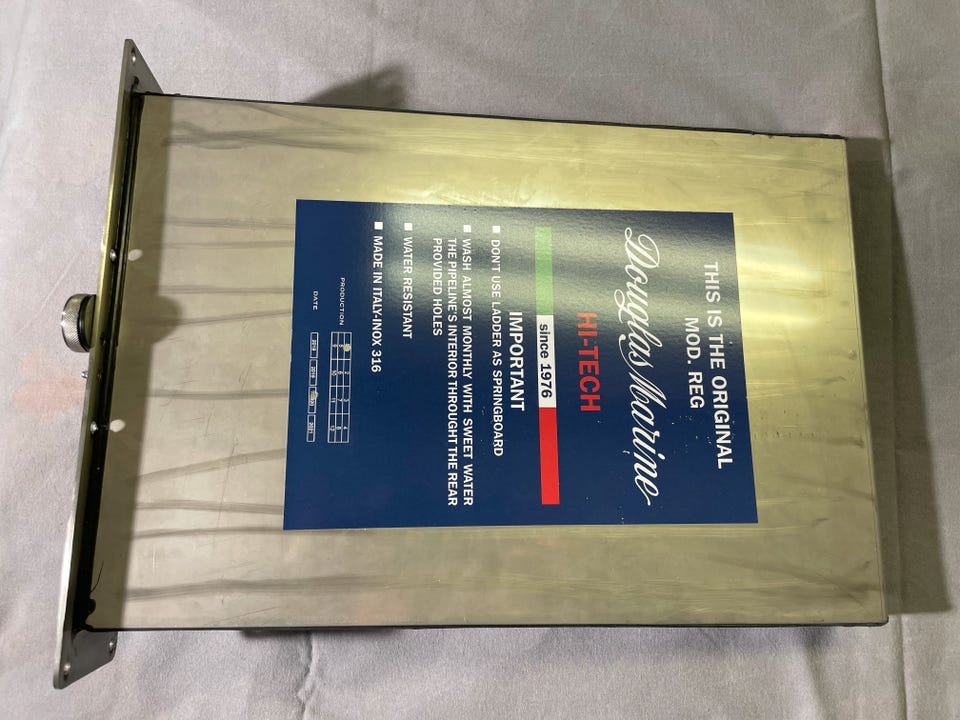 THIS IS THE ORIGINAL
MOD. REG
Douglas Marine
HI-TECH
since 1976
IMPORTANT
DON'T USE LADDER AS SPRINGBOARD
WASH ALMOST MONTHLY WITH SWEET WATER
THE PIPELINE'S INTERIOR THROUGHT THE REAR
PROVIDED HOLES
WATER RESISTANT
MADE IN ITALY-INOX 316
PRODUCTION
DATE